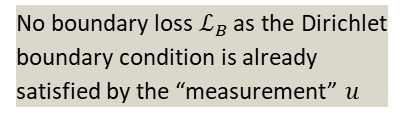 No boundary loss ℒ_B as the Dirichlet
boundary condition is already
satisfied by the “measurement” 𝑢